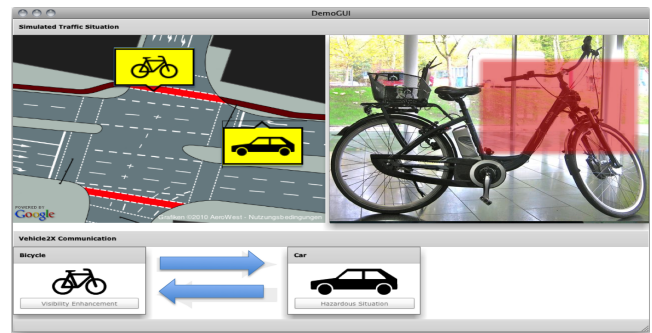 DemoGUI
Simulated Traffic Situation
POWERED BY
Google
Grafiken ©2010 AeroWest - Nutzungsbedingungen
Vehicle2X Communication
Bicycle
Car
Visibility Enhancement
Hazardous Situation